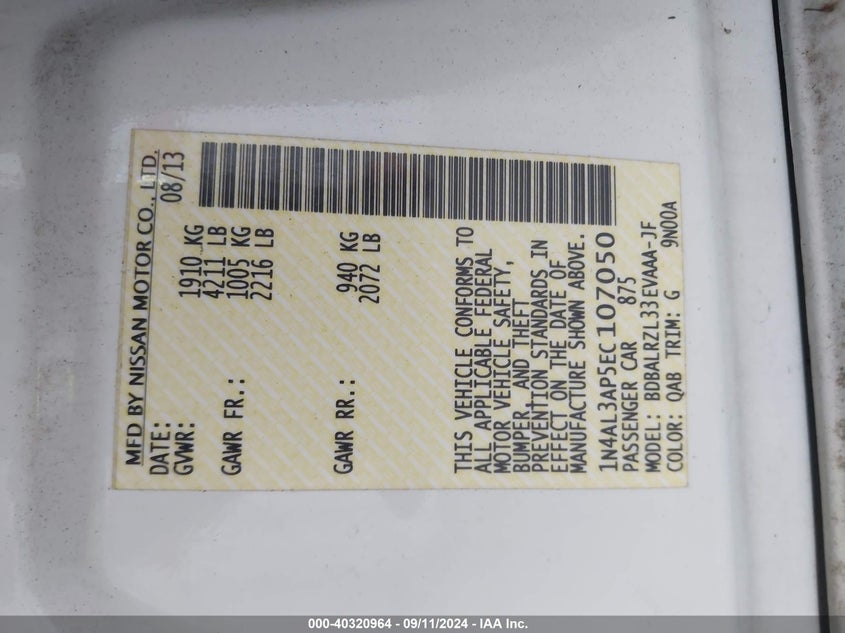 MFD BY NISSAN MOTOR CO., LTD.
DATE: 08/13
GVWR: 1910 KG
4211 LB
GAWR FR.: 1005 KG
2216 LB
GAWR RR.: 940 KG
2072 LB
THIS VEHICLE CONFORMS TO
ALL APPLICABLE FEDERAL
MOTOR VEHICLE SAFETY,
BUMPER, AND THEFT
PREVENTION STANDARDS IN
EFFECT ON THE DATE OF
MANUFACTURE SHOWN ABOVE.
1N4AL3AP5EC107050
PASSENGER CAR 875
MODEL: BDBALRZL33EVAAA-JF
COLOR: QAB TRIM: G 9N00A
000-40320964 - 09/11/2024 - IAA Inc.